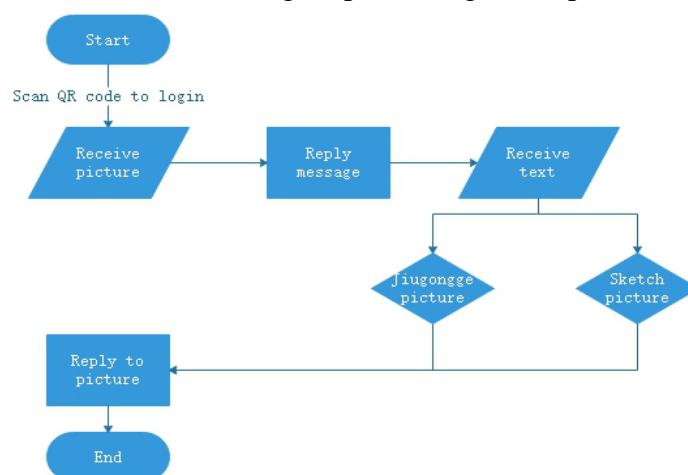 Start
Scan QR code to login
Receive
picture
Reply
message
Receive
text
Jiugongge
picture
Sketch
picture
Reply to
picture
End